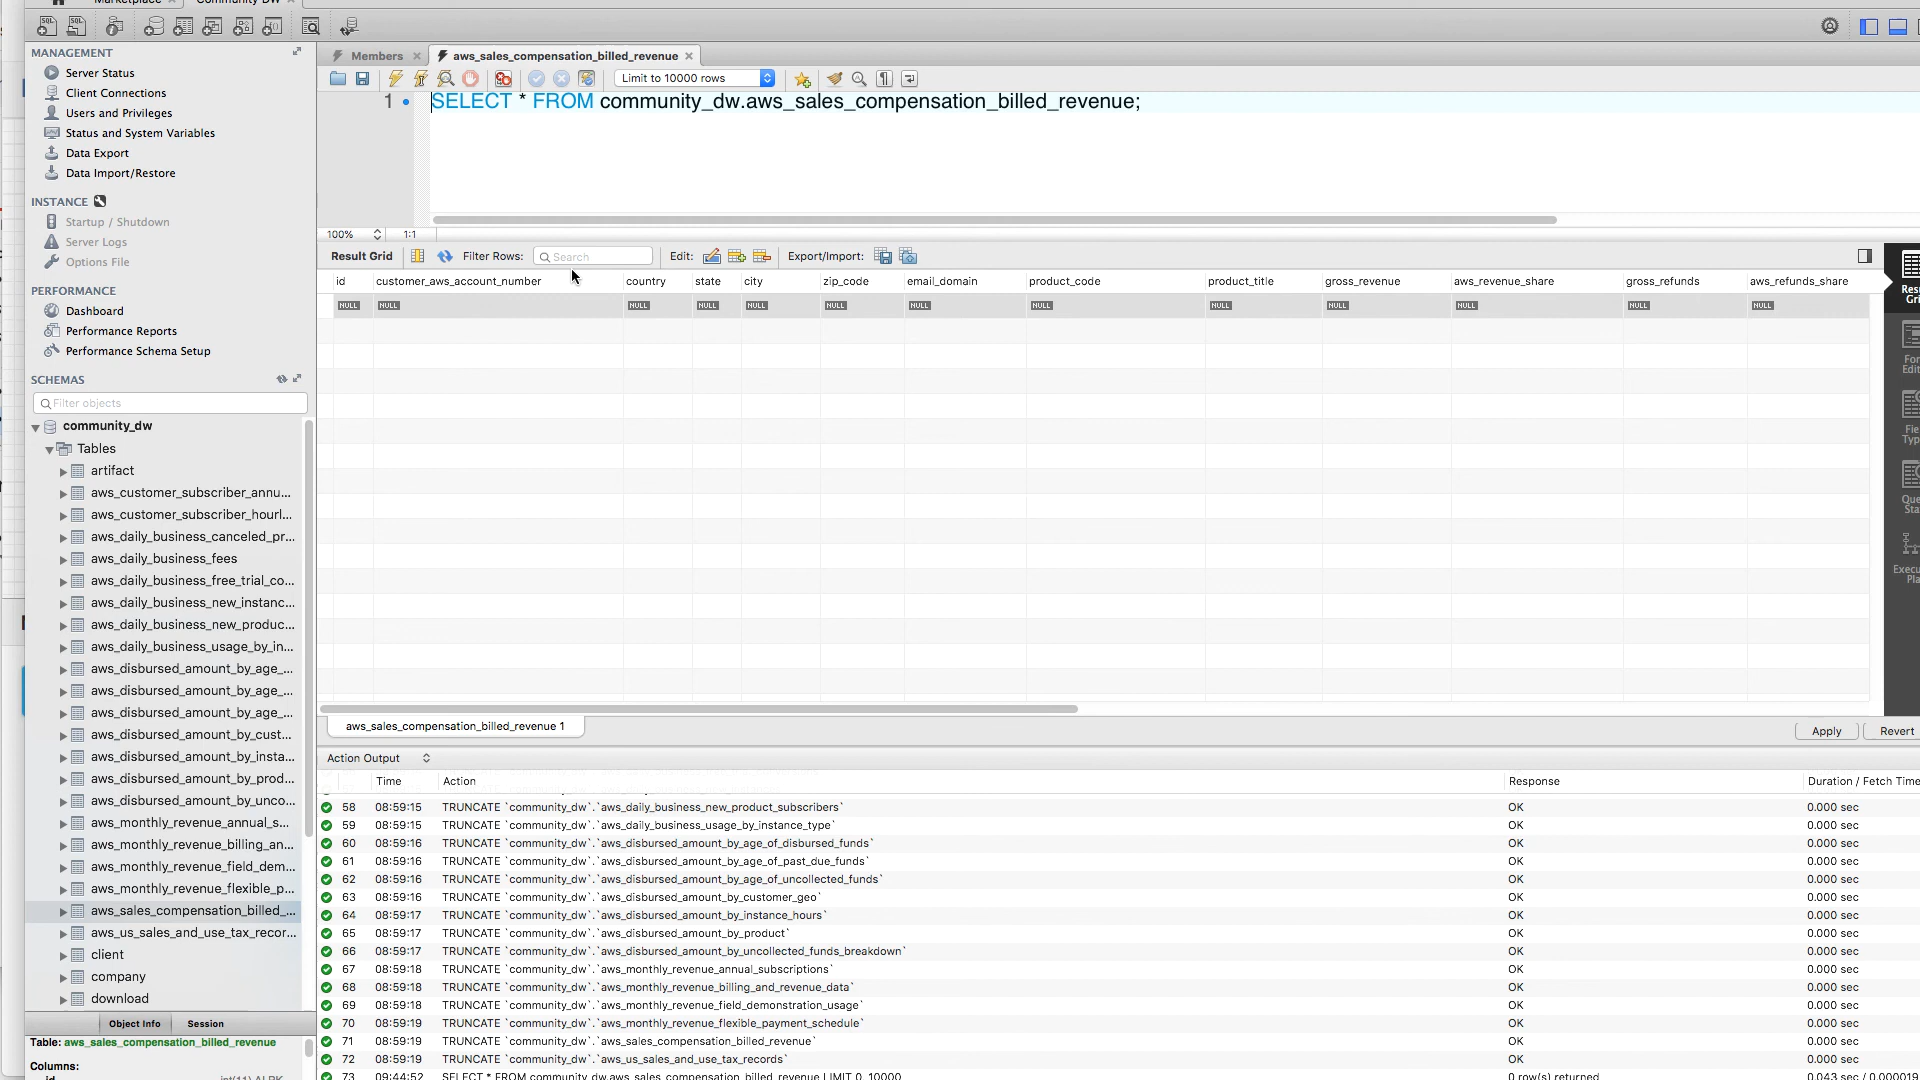 Marketplace
Community DW
MANAGEMENT
Server Status
Client Connections
Users and Privileges
Status and System Variables
Data Export
Data Import/Restore
INSTANCE
Startup / Shutdown
Server Logs
Options File
PERFORMANCE
Dashboard
Performance Reports
Performance Schema Setup
SCHEMAS
Filter objects
community_dw
Tables
artifact
aws_customer_subscriber_annu...
aws_customer_subscriber_hourl...
aws_daily_business_canceled_pr...
aws_daily_business_fees
aws_daily_business_free_trial_co...
aws_daily_business_new_instanc...
aws_daily_business_new_produc...
aws_daily_business_usage_by_in...
aws_disbursed_amount_by_age_...
aws_disbursed_amount_by_age_...
aws_disbursed_amount_by_age_...
aws_disbursed_amount_by_cust...
aws_disbursed_amount_by_insta...
aws_disbursed_amount_by_prod...
aws_disbursed_amount_by_unco...
aws_monthly_revenue_annual_s...
aws_monthly_revenue_billing_an...
aws_monthly_revenue_field_dem...
aws_monthly_revenue_flexible_p...
aws_sales_compensation_billed_...
aws_us_sales_and_use_tax_recor...
client
company
download
Object Info Session
Table: aws_sales_compensation_billed_revenue
Columns:
id int(11) AI PK
Members aws_sales_compensation_billed_revenue
Limit to 10000 rows
1 SELECT * FROM community_dw.aws_sales_compensation_billed_revenue;
100% 1:1
Result Grid Filter Rows: Search Edit: Export/Import:
id customer_aws_account_number country state city zip_code email_domain product_code product_title gross_revenue aws_revenue_share gross_refunds aws_refunds_share
NULL NULL NULL NULL NULL NULL NULL NULL NULL NULL NULL NULL NULL
aws_sales_compensation_billed_revenue 1
Apply Revert
Action Output
Time Action Response Duration / Fetch Time
58 08:59:15 TRUNCATE `community_dw`.`aws_daily_business_new_product_subscribers` OK 0.000 sec
59 08:59:15 TRUNCATE `community_dw`.`aws_daily_business_usage_by_instance_type` OK 0.000 sec
60 08:59:16 TRUNCATE `community_dw`.`aws_disbursed_amount_by_age_of_disbursed_funds` OK 0.000 sec
61 08:59:16 TRUNCATE `community_dw`.`aws_disbursed_amount_by_age_of_past_due_funds` OK 0.000 sec
62 08:59:16 TRUNCATE `community_dw`.`aws_disbursed_amount_by_age_of_uncollected_funds` OK 0.000 sec
63 08:59:16 TRUNCATE `community_dw`.`aws_disbursed_amount_by_customer_geo` OK 0.000 sec
64 08:59:17 TRUNCATE `community_dw`.`aws_disbursed_amount_by_instance_hours` OK 0.000 sec
65 08:59:17 TRUNCATE `community_dw`.`aws_disbursed_amount_by_product` OK 0.000 sec
66 08:59:17 TRUNCATE `community_dw`.`aws_disbursed_amount_by_uncollected_funds_breakdown` OK 0.000 sec
67 08:59:18 TRUNCATE `community_dw`.`aws_monthly_revenue_annual_subscriptions` OK 0.000 sec
68 08:59:18 TRUNCATE `community_dw`.`aws_monthly_revenue_billing_and_revenue_data` OK 0.000 sec
69 08:59:18 TRUNCATE `community_dw`.`aws_monthly_revenue_field_demonstration_usage` OK 0.000 sec
70 08:59:19 TRUNCATE `community_dw`.`aws_monthly_revenue_flexible_payment_schedule` OK 0.000 sec
71 08:59:19 TRUNCATE `community_dw`.`aws_sales_compensation_billed_revenue` OK 0.000 sec
72 08:59:19 TRUNCATE `community_dw`.`aws_us_sales_and_use_tax_records` OK 0.000 sec
73 09:44:52 SELECT * FROM community_dw.aws_sales_compensation_billed_revenue LIMIT 0, 10000 0 row(s) returned 0.043 sec / 0.000019